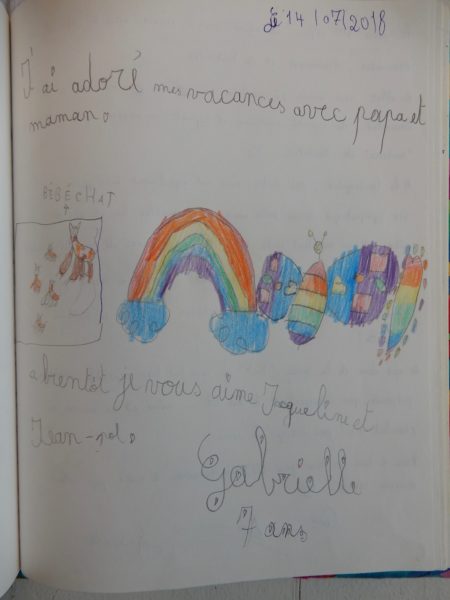 le 14/07/2018
J'ai adoré mes vacances avec papa et
maman.
BÉBÉCHAT
a bientôt je vous aime Jacqueline et
Jean-pol.
Gabrielle
7 ans